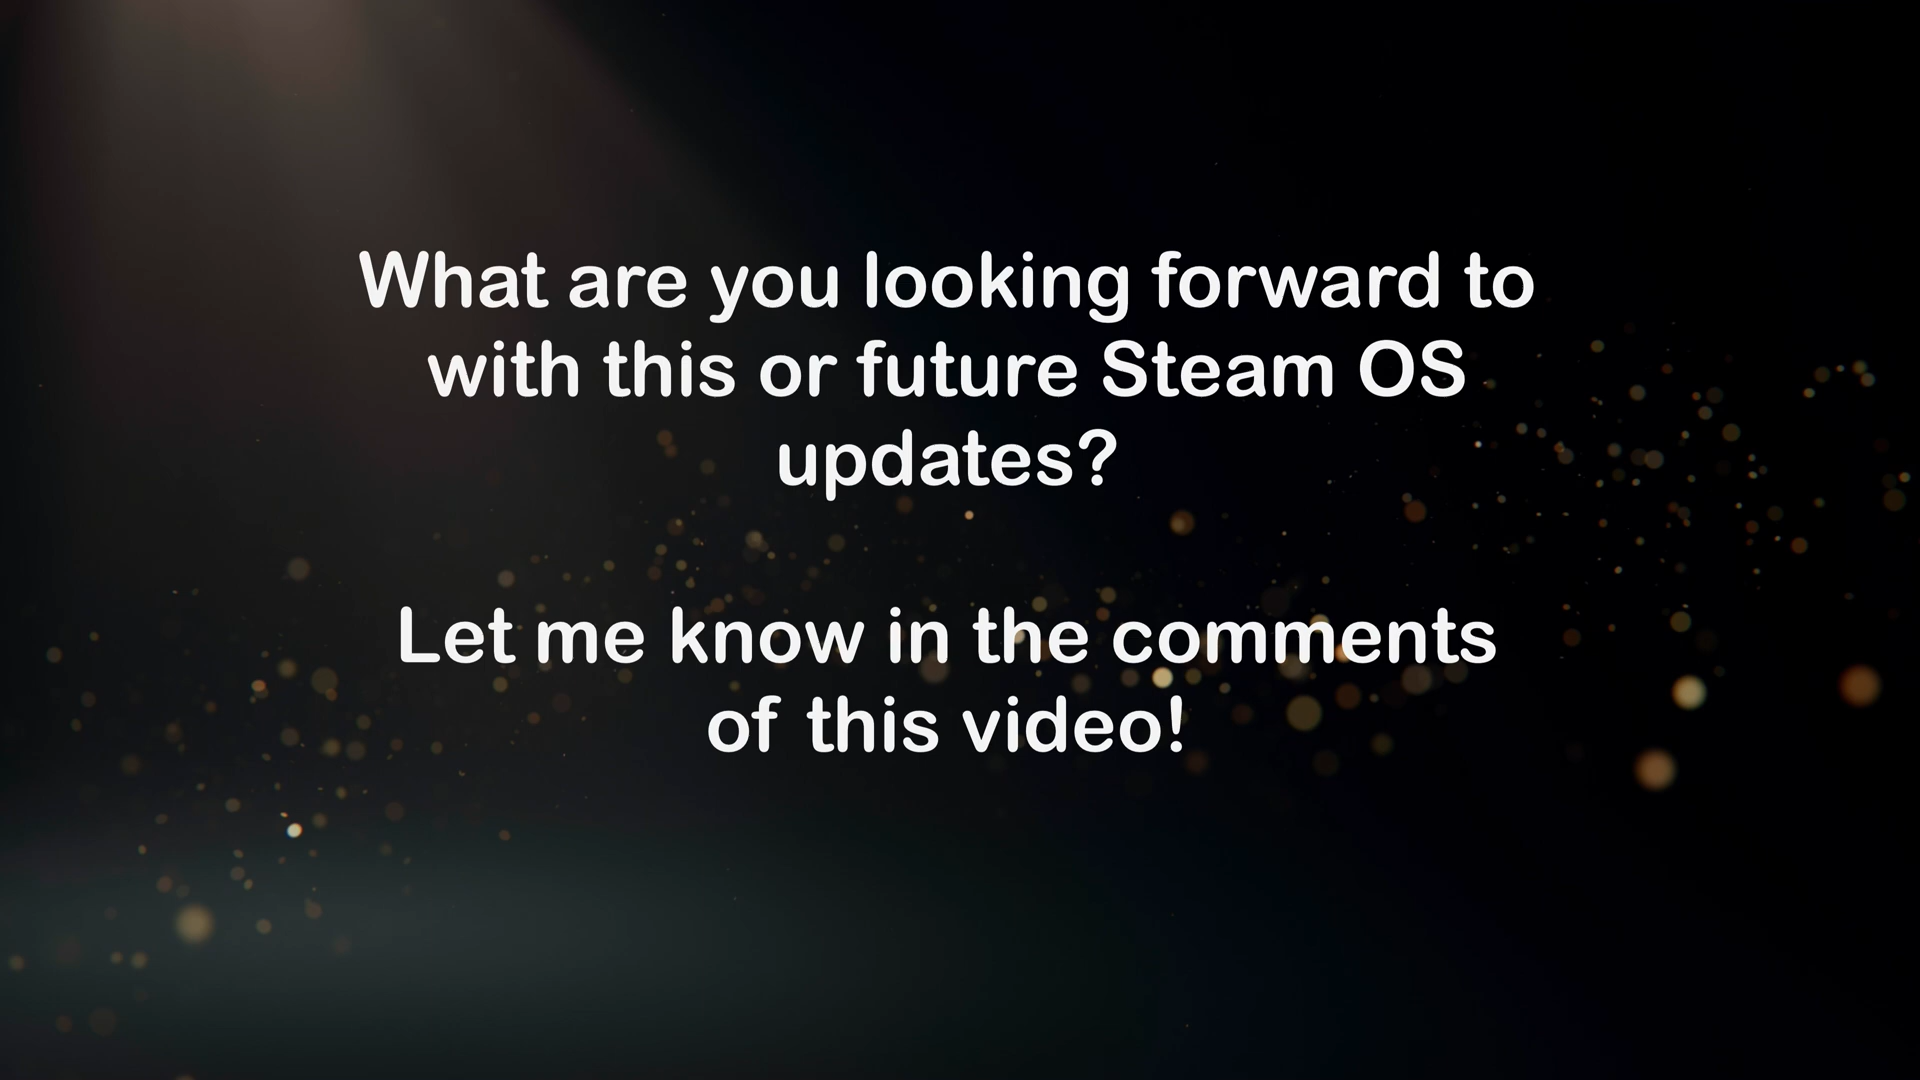 What are you looking forward to
with this or future Steam OS
updates?
Let me know in the comments
of this video!